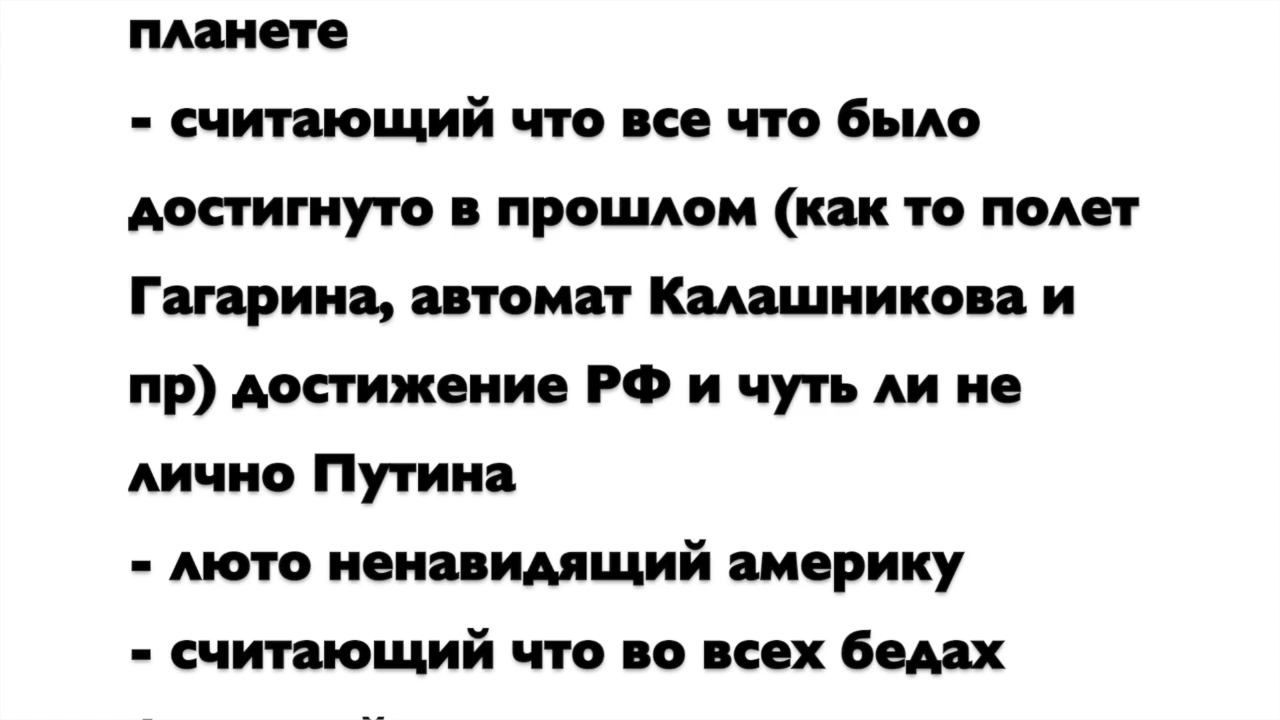 планете
- считающий что все что было
достигнуто в прошлом (как то полет
Гагарина, автомат Калашникова и
пр) достижение РФ и чуть ли не
лично Путина
- люто ненавидящий америку
- считающий что во всех бедах